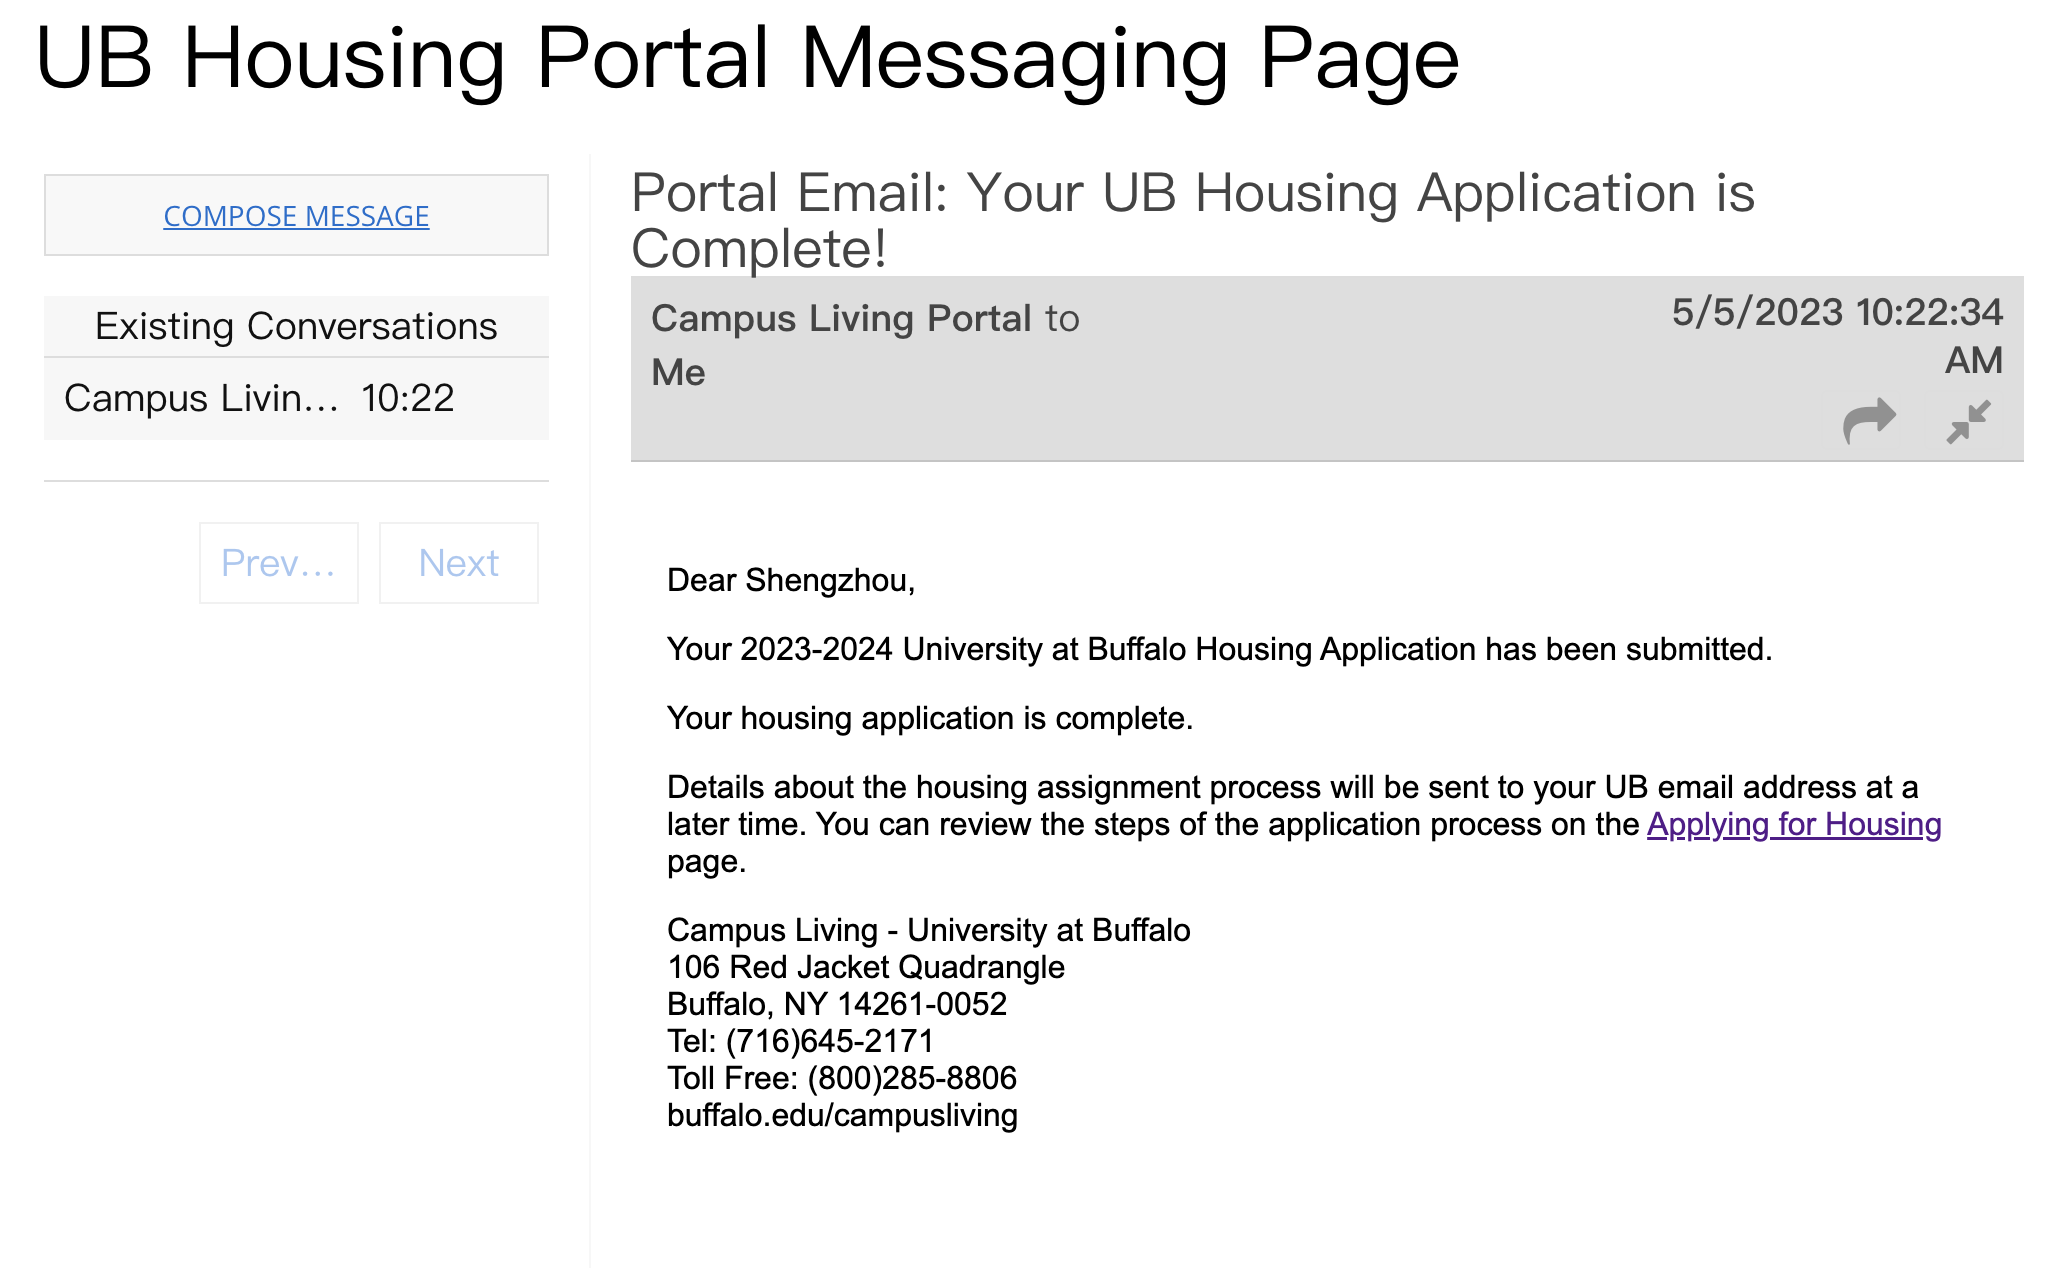 UB Housing Portal Messaging Page
COMPOSE MESSAGE
Existing Conversations
Campus Livin... 10:22
Prev... Next
Portal Email: Your UB Housing Application is
Complete!
Campus Living Portal to
Me
5/5/2023 10:22:34
AM
Dear Shengzhou,
Your 2023-2024 University at Buffalo Housing Application has been submitted.
Your housing application is complete.
Details about the housing assignment process will be sent to your UB email address at a
later time. You can review the steps of the application process on the Applying for Housing
page.
Campus Living - University at Buffalo
106 Red Jacket Quadrangle
Buffalo, NY 14261-0052
Tel: (716)645-2171
Toll Free: (800)285-8806
buffalo.edu/campusliving